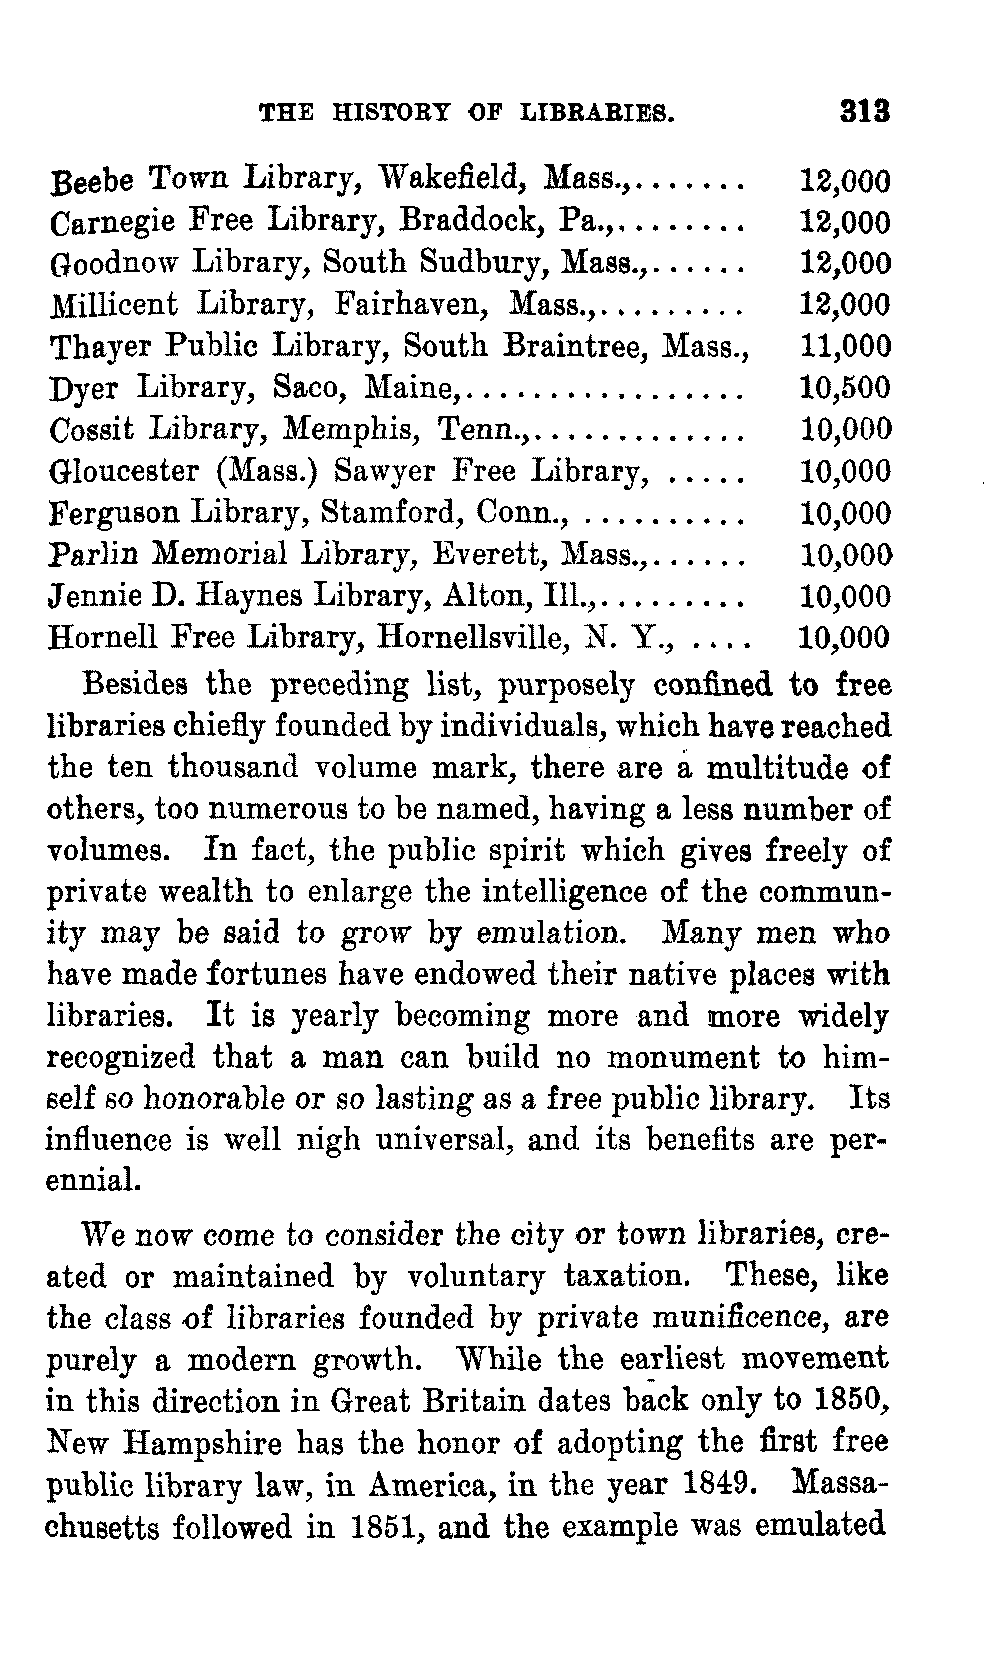 THE HISTORY OF LIBRARIES. 313
Beebe Town Library, Wakefield, Mass.,....... 12,000
Carnegie Free Library, Braddock, Pa.,........ 12,000
Goodnow Library, South Sudbury, Mass.,...... 12,000
Millicent Library, Fairhaven, Mass.,......... 12,000
Thayer Public Library, South Braintree, Mass., 11,000
Dyer Library, Saco, Maine,................. 10,500
Cossit Library, Memphis, Tenn.,............. 10,000
Gloucester (Mass.) Sawyer Free Library, ..... 10,000
Ferguson Library, Stamford, Conn., .......... 10,000
Parlin Memorial Library, Everett, Mass.,...... 10,000
Jennie D. Haynes Library, Alton, Ill.,......... 10,000
Hornell Free Library, Hornellsville, N. Y., .... 10,000
Besides the preceding list, purposely confined to free
libraries chiefly founded by individuals, which have reached
the ten thousand volume mark, there are a multitude of
others, too numerous to be named, having a less number of
volumes. In fact, the public spirit which gives freely of
private wealth to enlarge the intelligence of the commun-
ity may be said to grow by emulation. Many men who
have made fortunes have endowed their native places with
libraries. It is yearly becoming more and more widely
recognized that a man can build no monument to him-
self so honorable or so lasting as a free public library. Its
influence is well nigh universal, and its benefits are per-
ennial.
We now come to consider the city or town libraries, cre-
ated or maintained by voluntary taxation. These, like
the class of libraries founded by private munificence, are
purely a modern growth. While the earliest movement
in this direction in Great Britain dates back only to 1850,
New Hampshire has the honor of adopting the first free
public library law, in America, in the year 1849. Massa-
chusetts followed in 1851, and the example was emulated